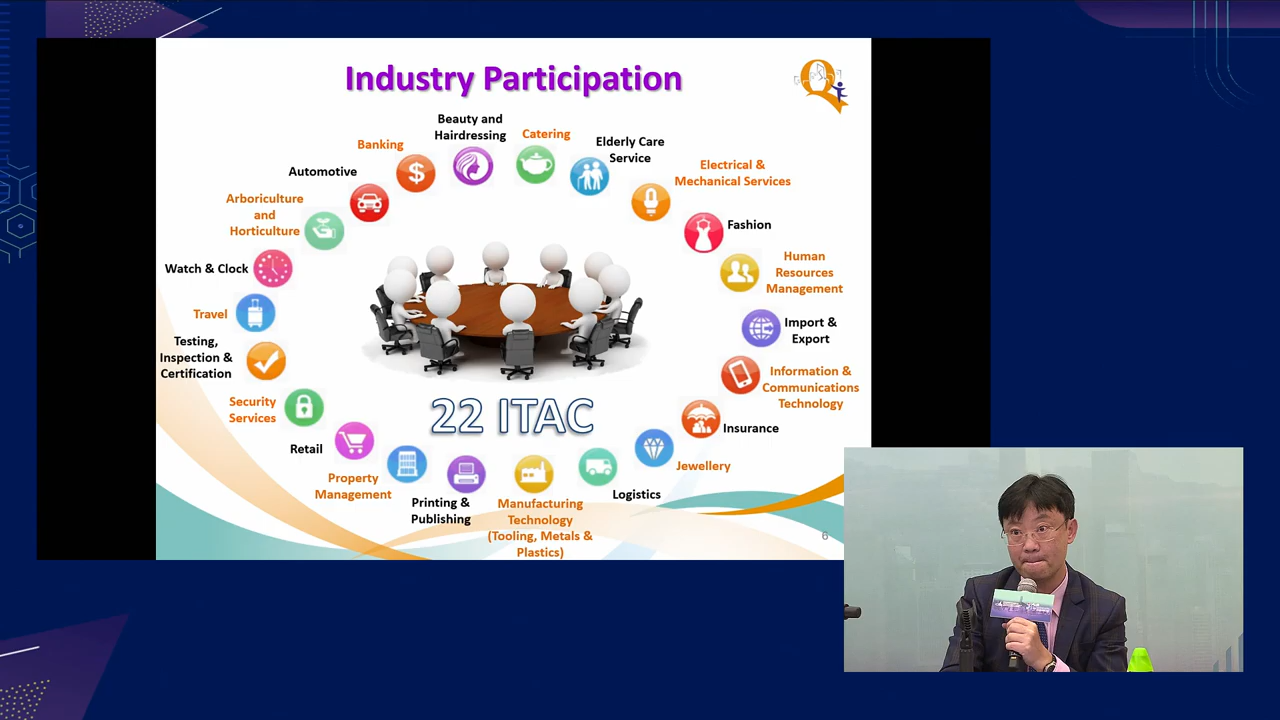 Industry Participation
Beauty and
Hairdressing
Catering
Elderly Care
Service
Electrical &
Mechanical Services
Fashion
Human
Resources
Management
Import &
Export
Information &
Communications
Technology
Insurance
Jewellery
Logistics
Manufacturing
Technology
(Tooling, Metals &
Plastics)
Printing &
Publishing
Property
Management
Retail
Security
Services
Testing,
Inspection &
Certification
Travel
Watch & Clock
Arboriculture
and
Horticulture
Automotive
Banking
$
22 ITAC
Q
6